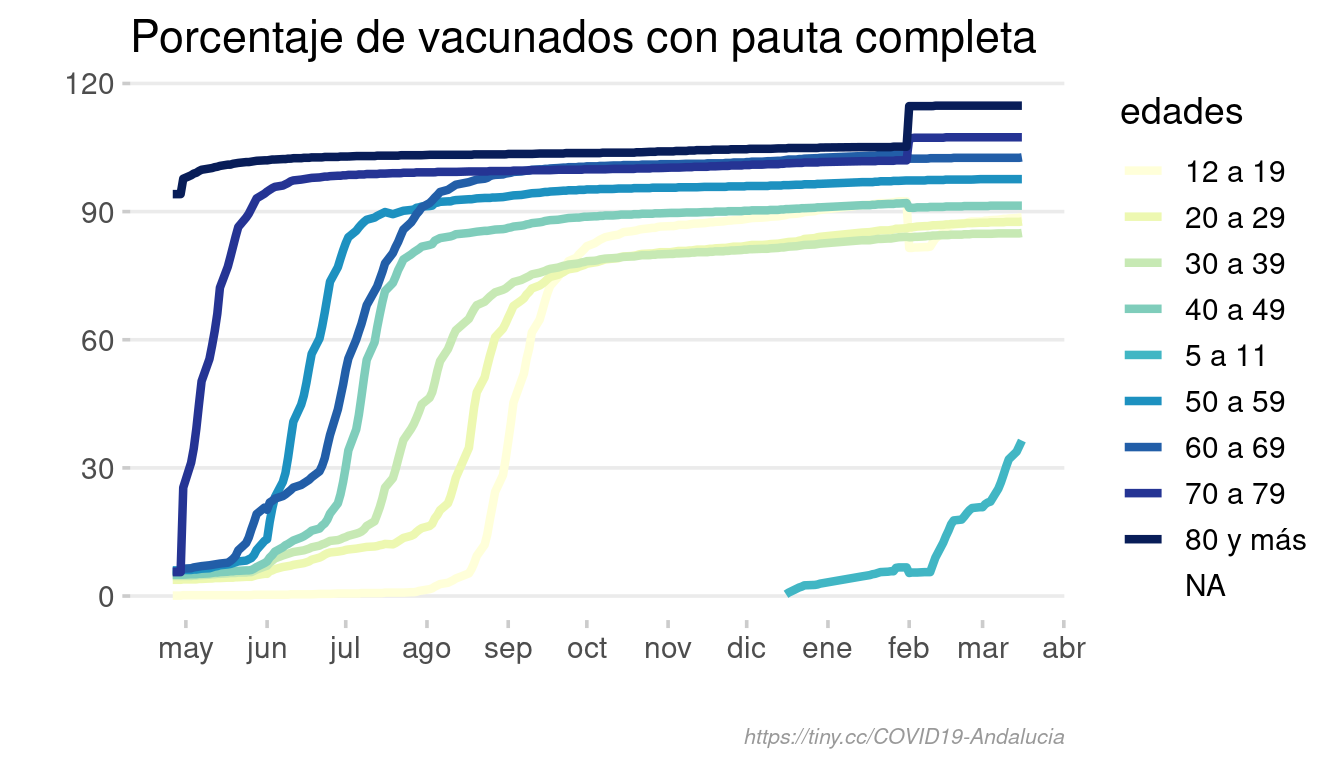 Porcentaje de vacunados con pauta completa
120
90
60
30
0
may jun jul ago sep oct nov dic ene feb mar abr
edades
12 a 19
20 a 29
30 a 39
40 a 49
5 a 11
50 a 59
60 a 69
70 a 79
80 y más
NA
https://tiny.cc/COVID19-Andalucia